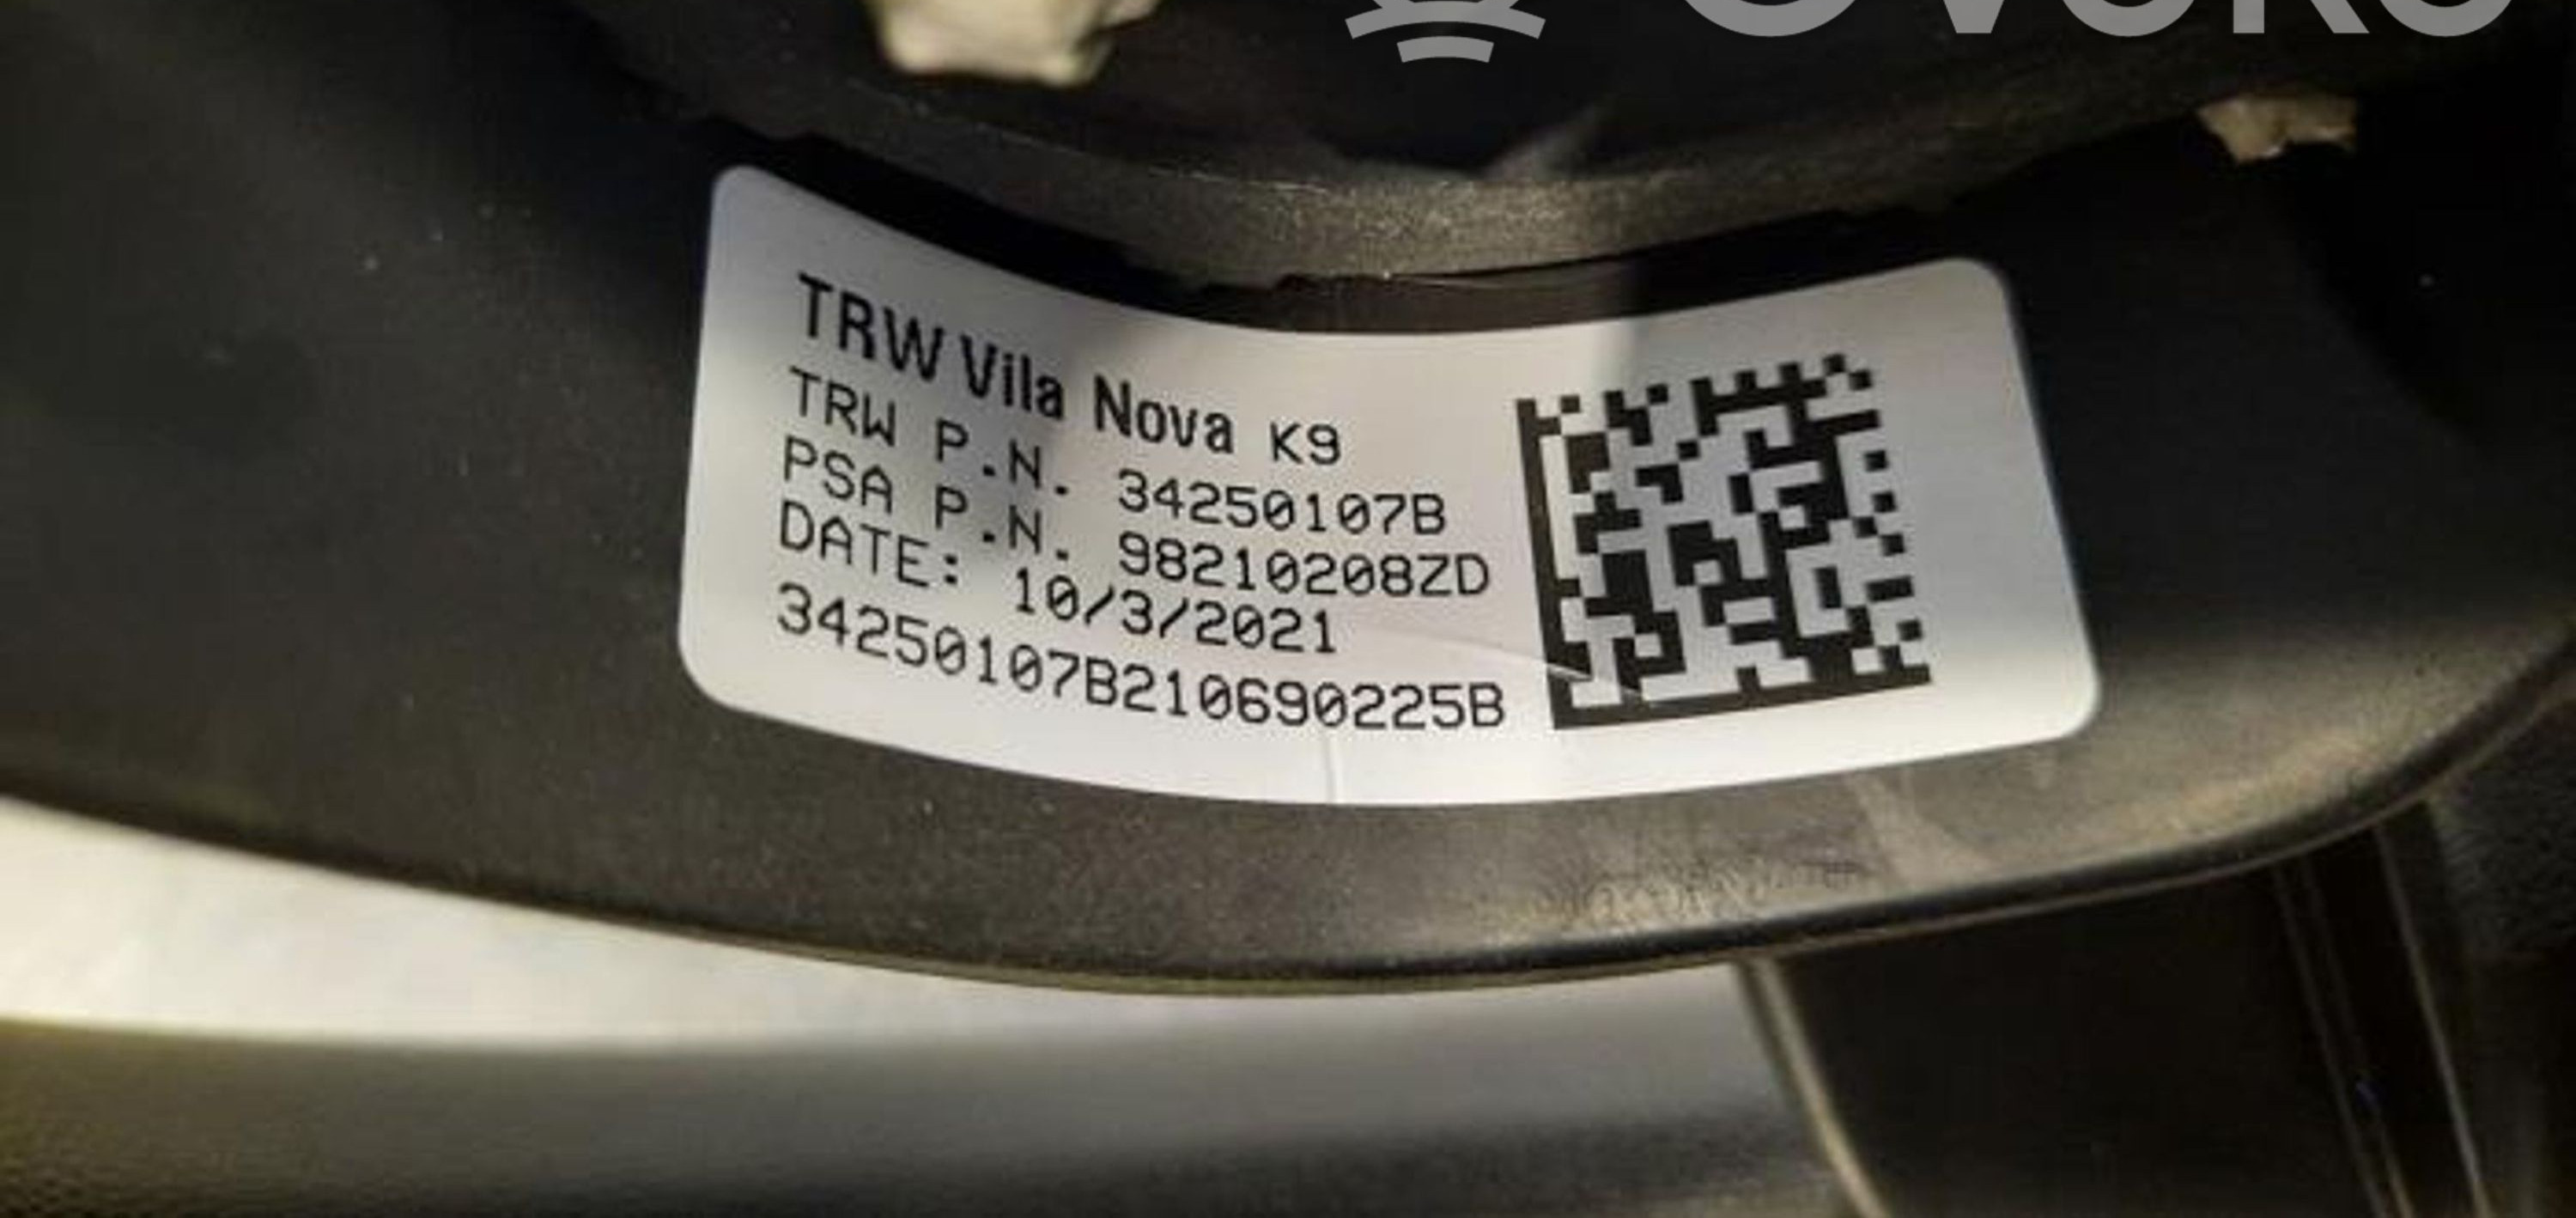 TRW Vila Nova K9
TRW P.N. 34250107B
PSA P.N. 98210208ZD
DATE: 10/3/2021
34250107B210690225B